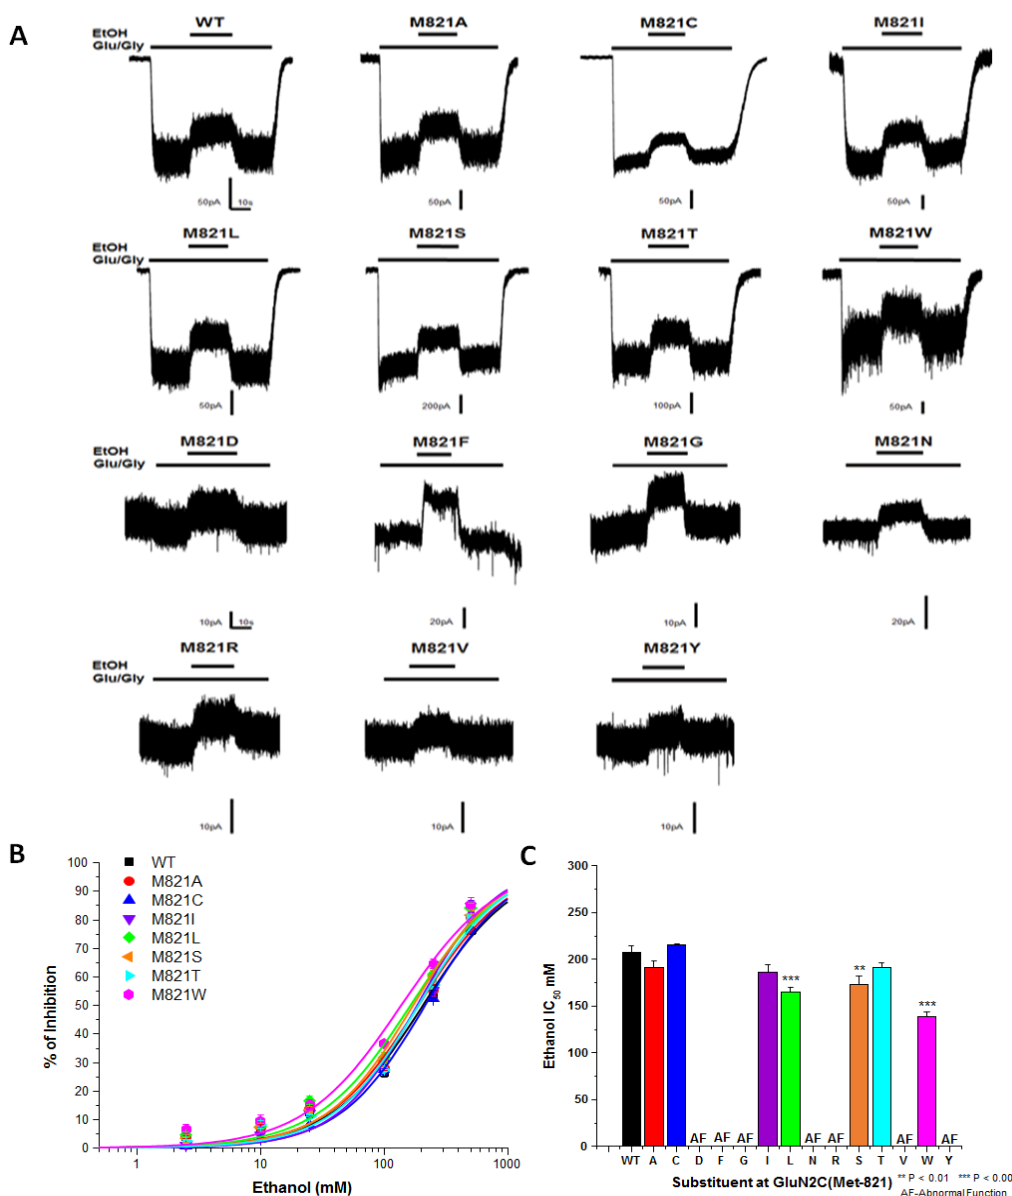 A
WT M821A M821C M821I
EtOH
Glu/Gly
50pA 10s 50pA 50pA 50pA
M821L M821S M821T M821W
EtOH
Glu/Gly
50pA 200pA 100pA 50pA
M821D M821F M821G M821N
EtOH
Glu/Gly
10pA 10s 20pA 10pA 20pA
M821R M821V M821Y
EtOH
Glu/Gly
10pA 10pA 10pA
B
% of Inhibition
100
90
80
70
60
50
40
30
20
10
0
WT
M821A
M821C
M821I
M821L
M821S
M821T
M821W
1 10 100 1000
Ethanol (mM)
C
Ethanol IC50 mM
300
250
200
150
100
50
0
*** ** ***
AF AF AF AF AF AF AF
WT A C D F G I L N R S T V W Y
Substituent at GluN2C(Met-821)
** P < 0.01 *** P < 0.00
AF-Abnormal Function